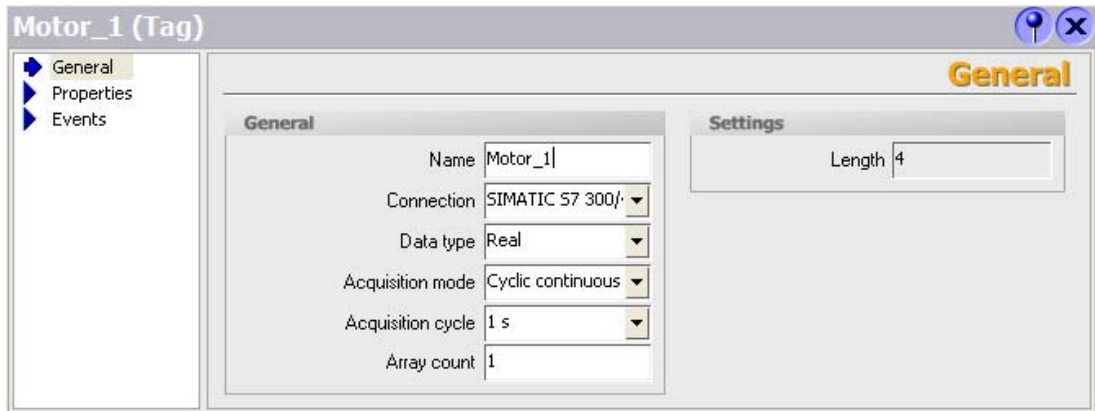 Motor_1 (Tag)
General
Properties
Events
General
General
Name Motor_1
Connection SIMATIC S7 300/
Data type Real
Acquisition mode Cyclic continuous
Acquisition cycle 1 s
Array count 1
Settings
Length 4